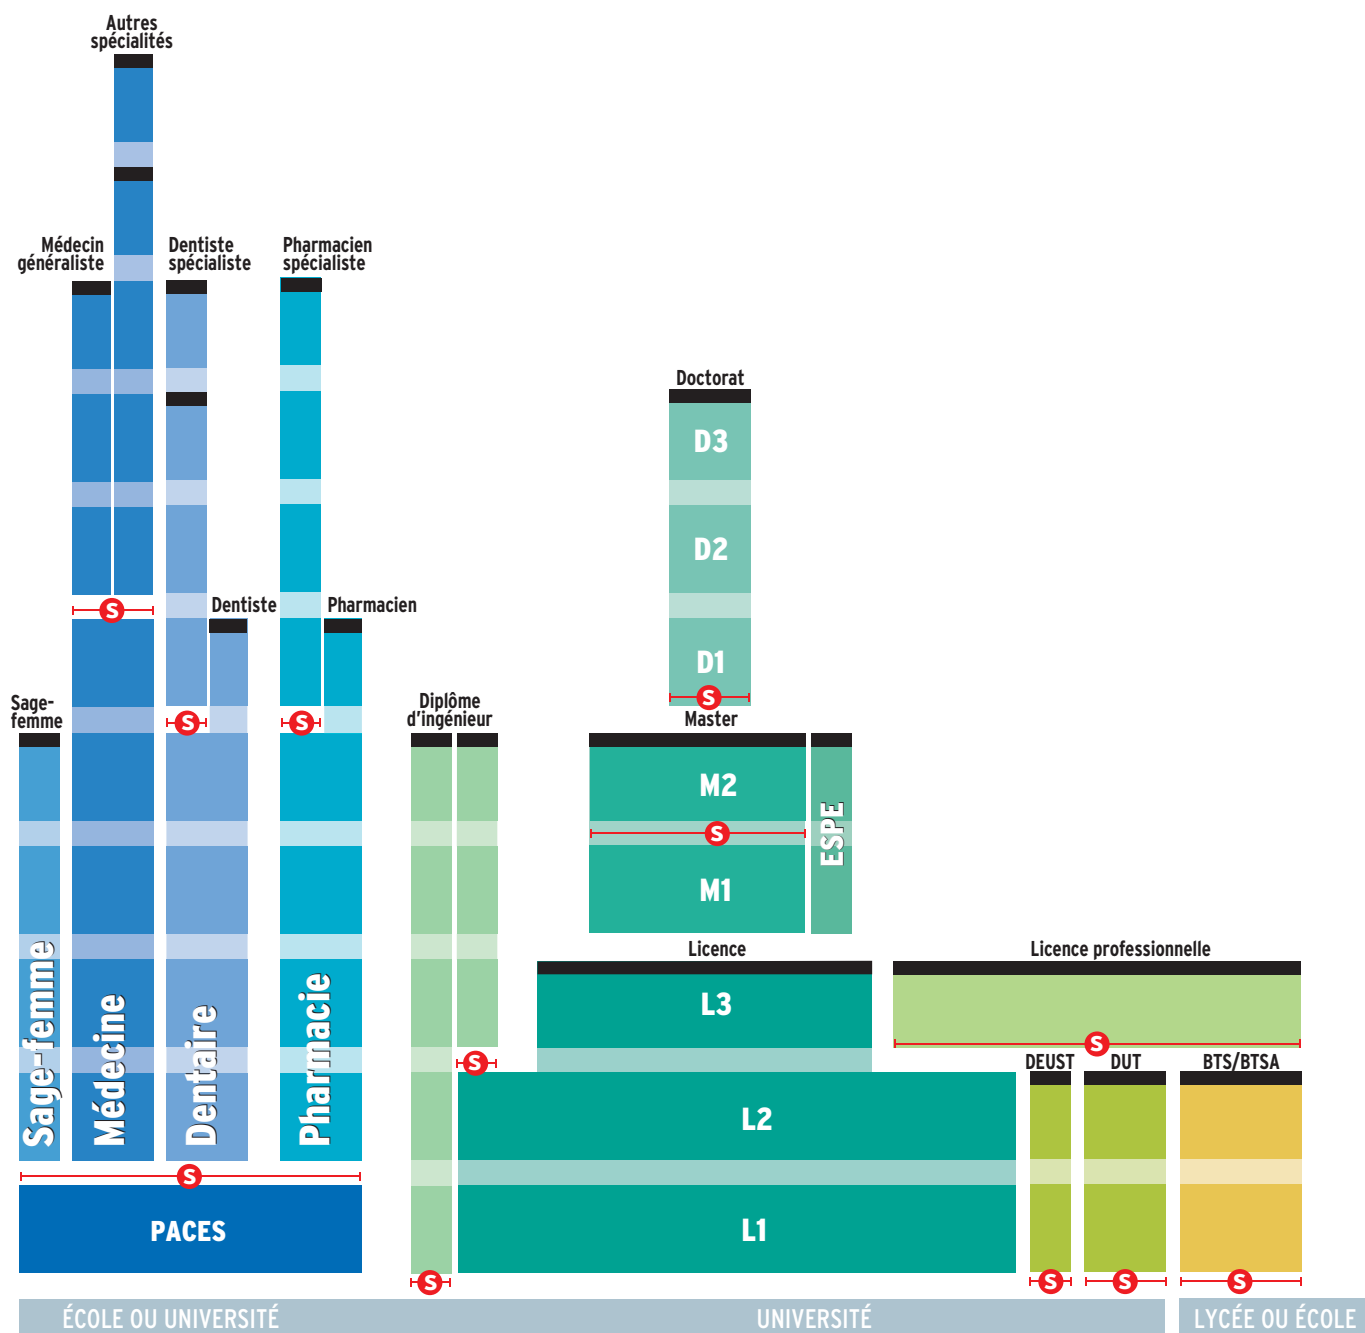 Autres
spécialités
Médecin
généraliste
Dentiste
spécialiste
Pharmacien
spécialiste
Doctorat
D3
D2
D1
S
Dentiste
Pharmacien
S
S
S
Sage-
femme
Diplôme
d'ingénieur
Master
M2
S
M1
ESPE
Licence
Licence professionnelle
L3
S
S
DEUST
DUT
BTS/BTSA
Sage-femme
Médecine
Dentaire
Pharmacie
L2
S
PACES
L1
S
S
S
S
ÉCOLE OU UNIVERSITÉ
UNIVERSITÉ
LYCÉE OU ÉCOLE